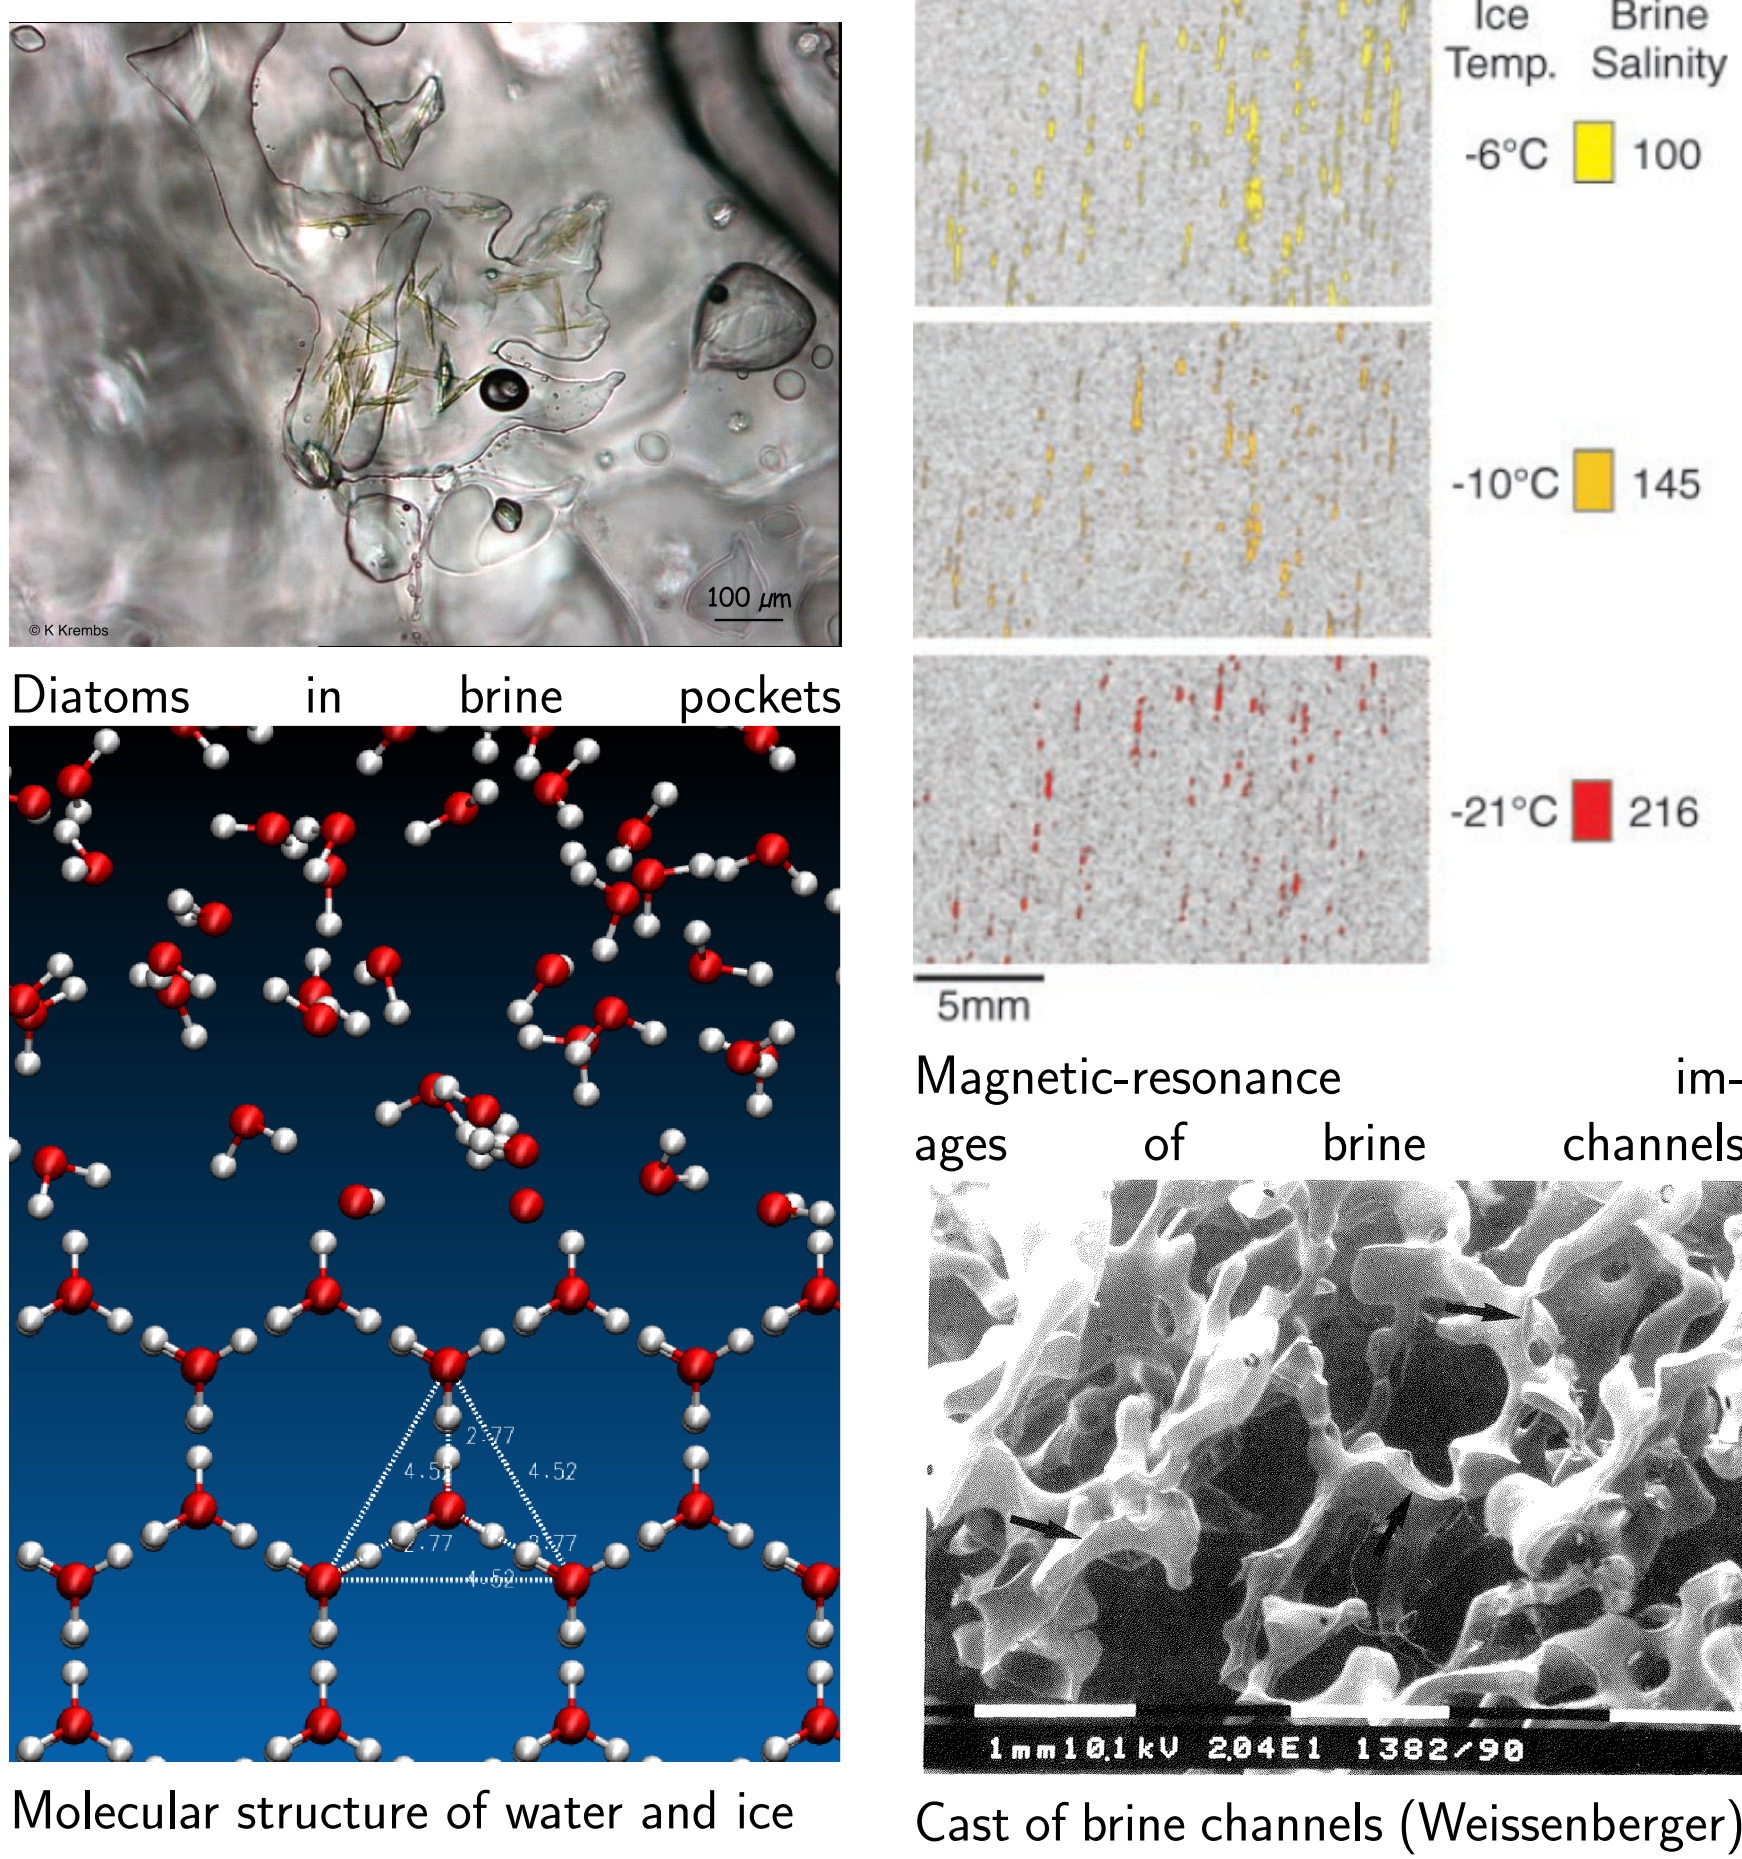 100 µm
© K Krembs
Diatoms in brine pockets
2.77
4.52
4.52
2.77
2.77
4.52
Molecular structure of water and ice
Ice Brine
Temp. Salinity
-6°C 100
-10°C 145
-21°C 216
5mm
Magnetic-resonance im-
ages of brine channels
1mm10.1kV 2.04E1 1382/90
Cast of brine channels (Weissenberger)